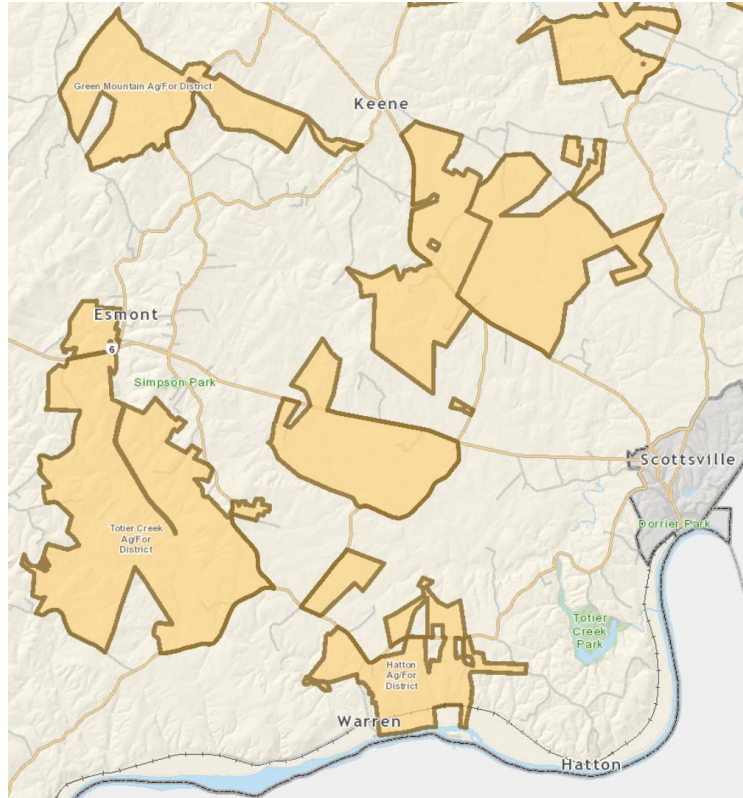 Green Mountain Ag/For District
Keene
Esmont
6
Simpson Park
Scottsville
Dorrier Park
Totier Creek
Ag/For
District
Totier
Creek
Park
Hatton
Ag/For
District
Warren
Hatton